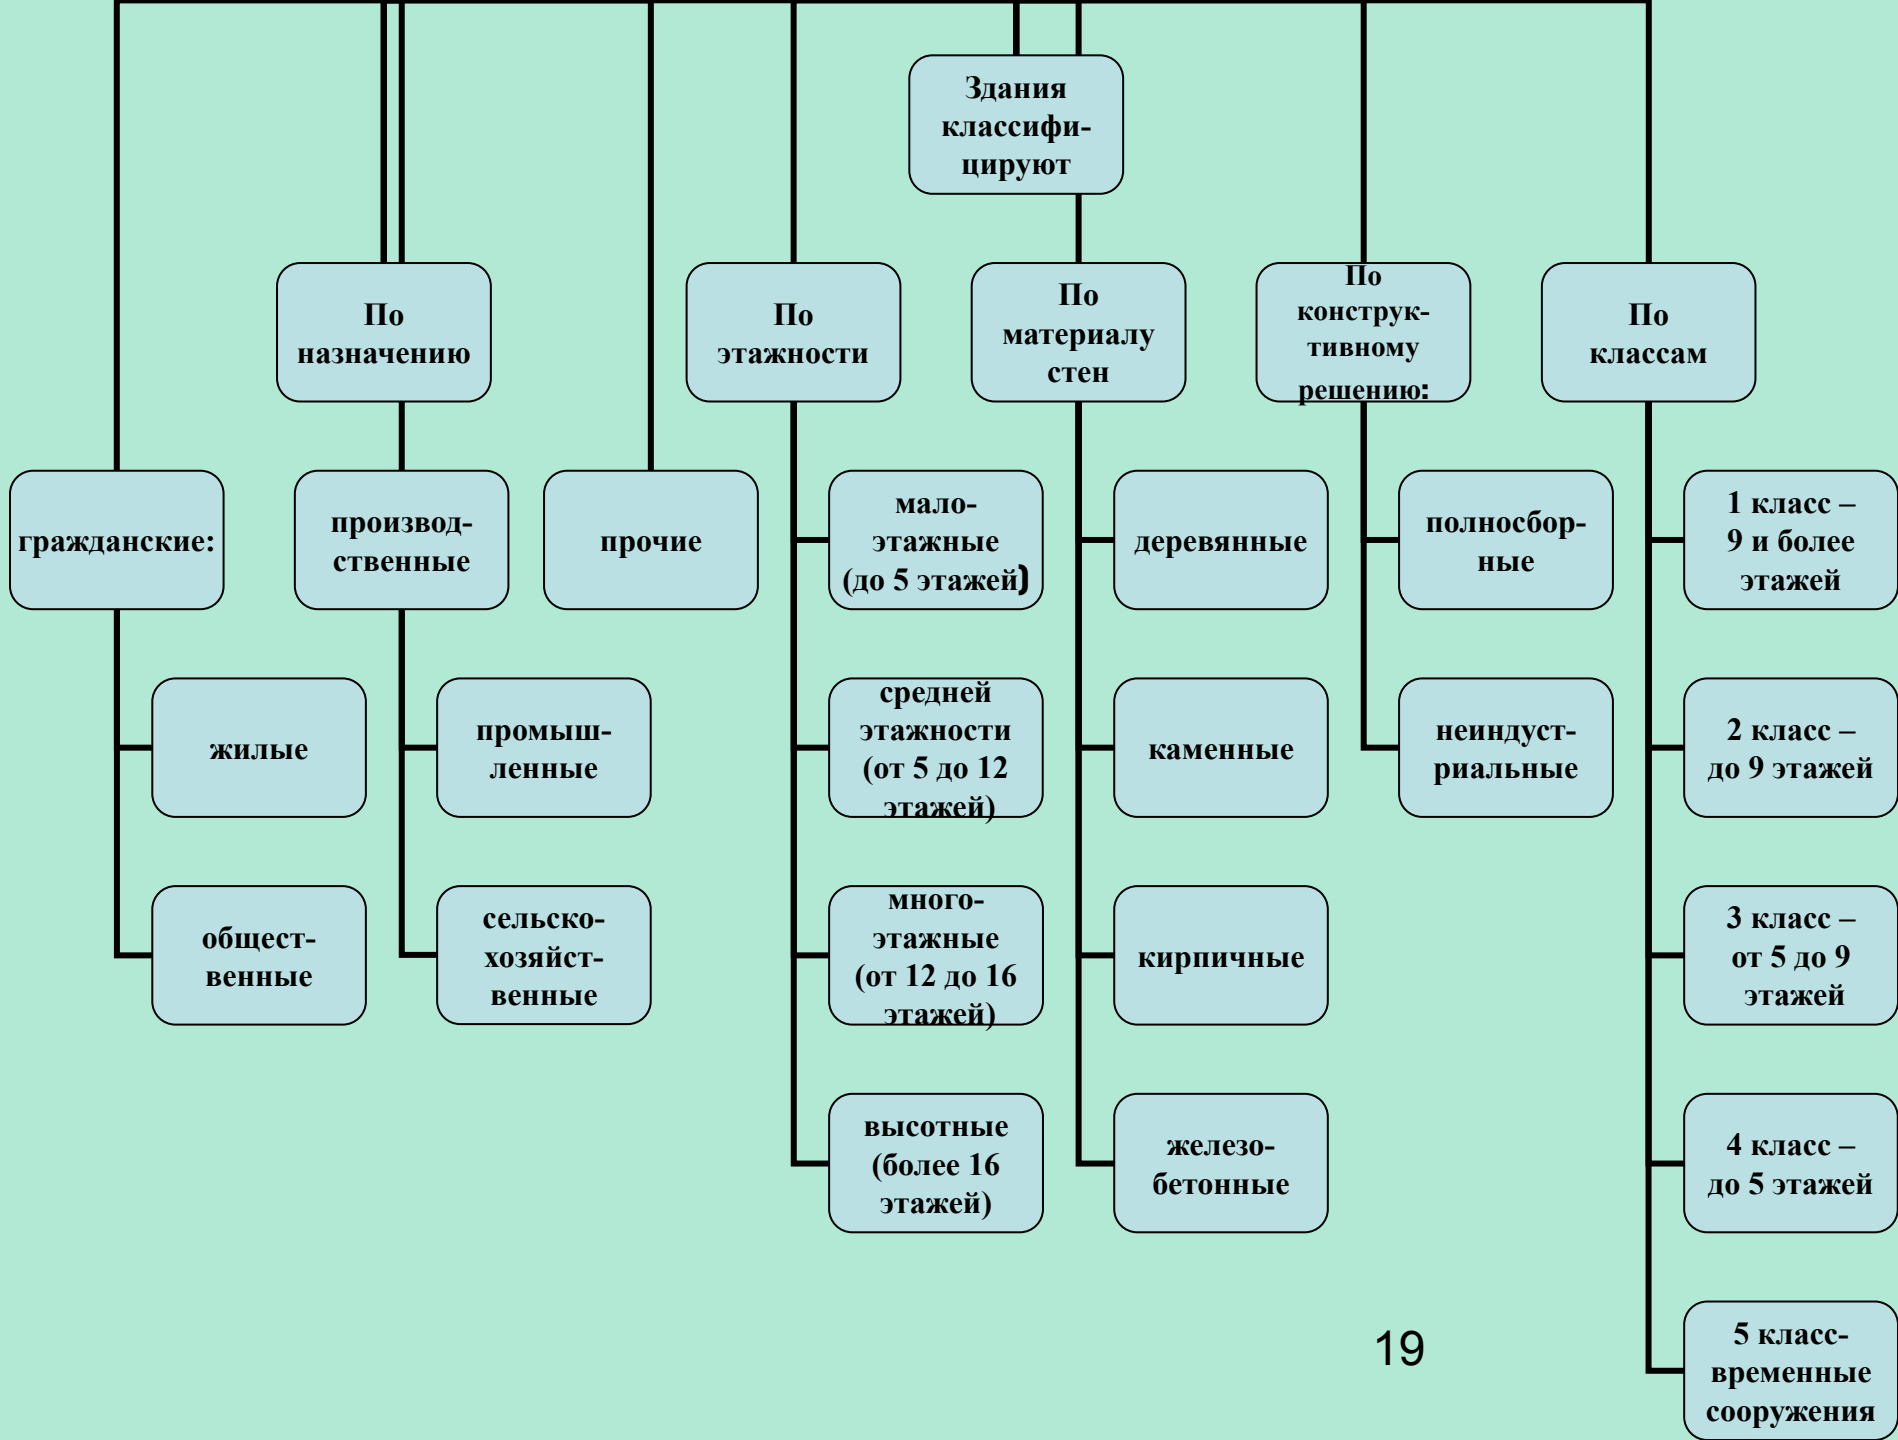 Здания
классифи-
цируют
По
назначению
По
этажности
По
материалу
стен
По
конструк-
тивному
решению:
По
классам
гражданские:
производ-
ственные
прочие
мало-
этажные
(до 5 этажей)
деревянные
полносбор-
ные
1 класс –
9 и более
этажей
жилые
промыш-
ленные
средней
этажности
(от 5 до 12
этажей)
каменные
неиндуст-
риальные
2 класс –
до 9 этажей
общест-
венные
сельско-
хозяйст-
венные
много-
этажные
(от 12 до 16
этажей)
кирпичные
3 класс –
от 5 до 9
этажей
высотные
(более 16
этажей)
железо-
бетонные
4 класс –
до 5 этажей
5 класс-
временные
сооружения
19